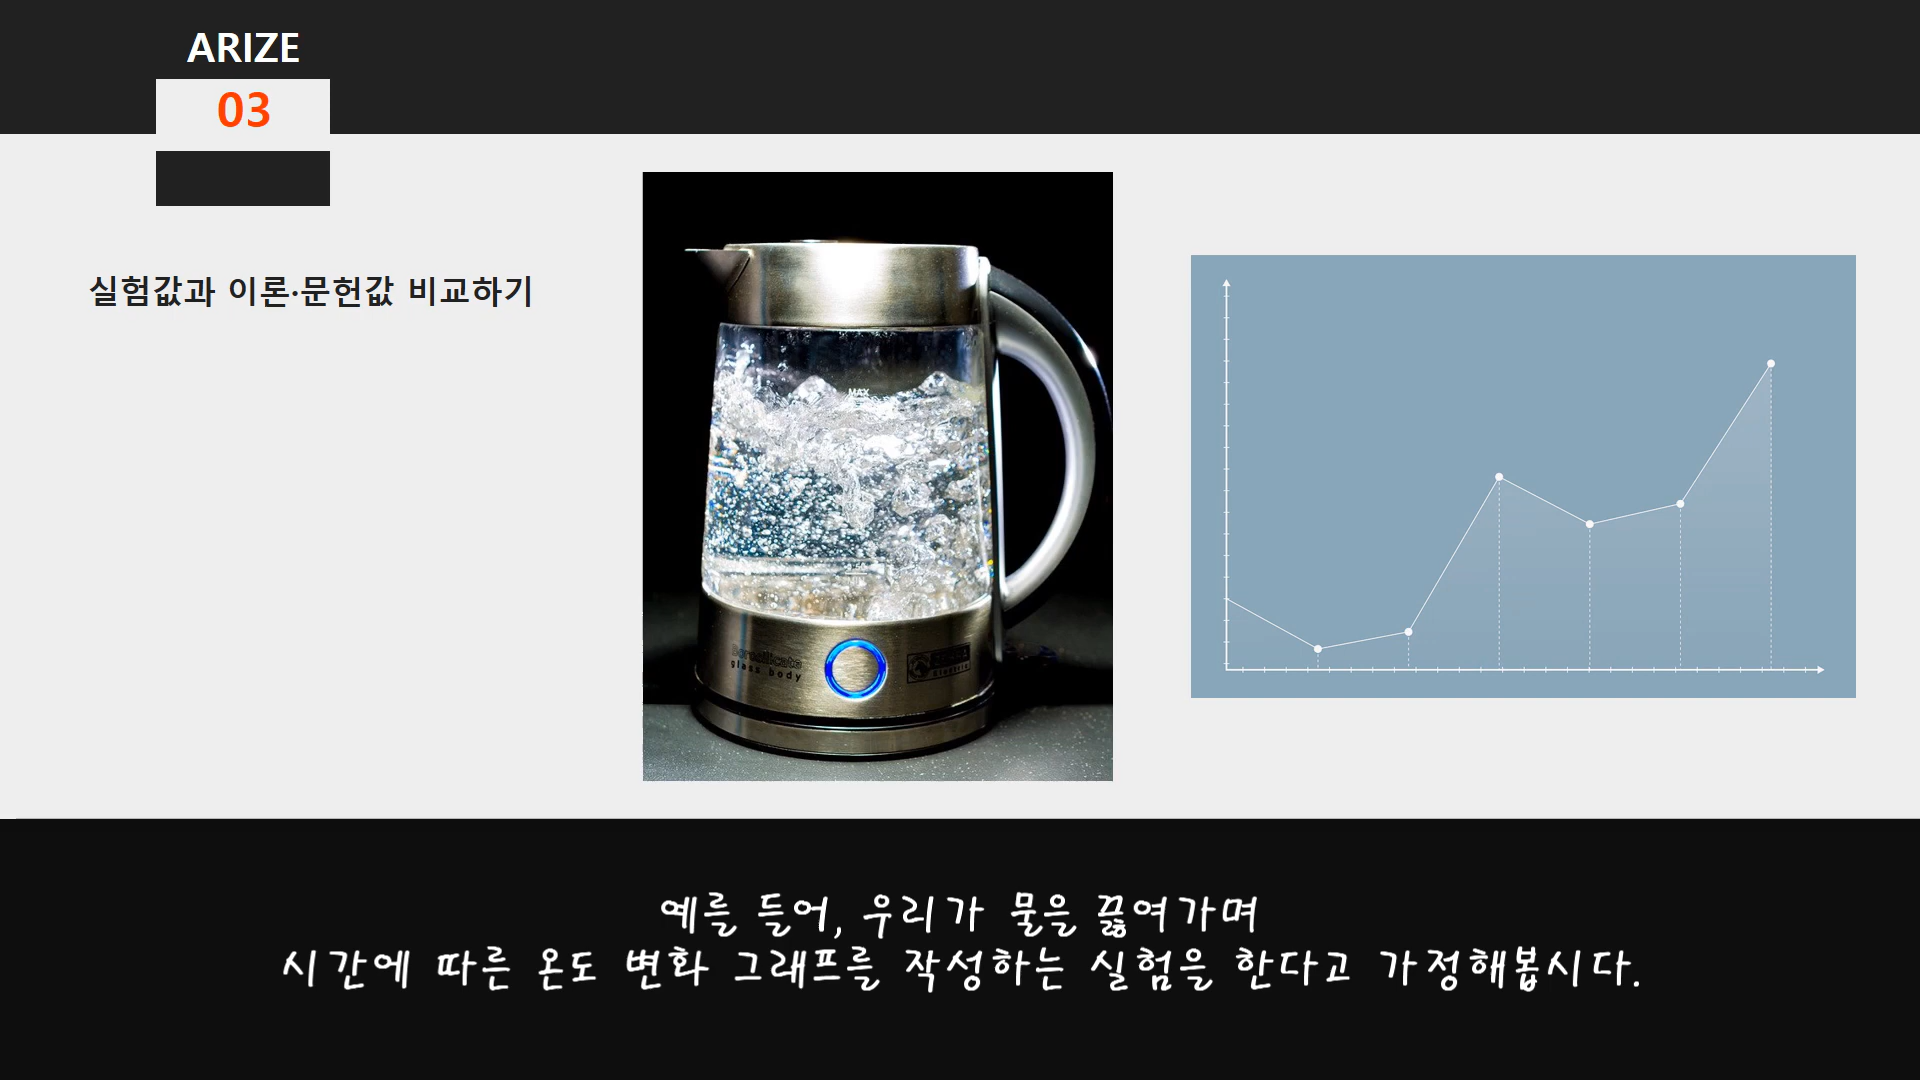 ARIZE
03
실험값과 이론·문헌값 비교하기
MAX
glass body
예를 들어, 우리가 물을 끓여가며
시간에 따른 온도 변화 그래프를 작성하는 실험을 한다고 가정해봅시다.